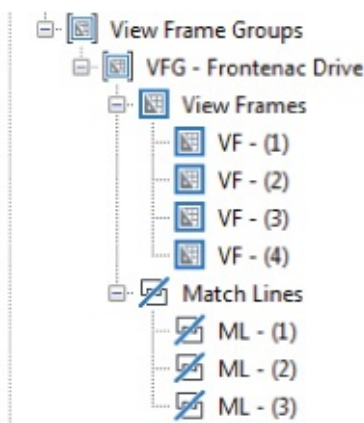 View Frame Groups
VFG - Frontenac Drive
View Frames
VF - (1)
VF - (2)
VF - (3)
VF - (4)
Match Lines
ML - (1)
ML - (2)
ML - (3)